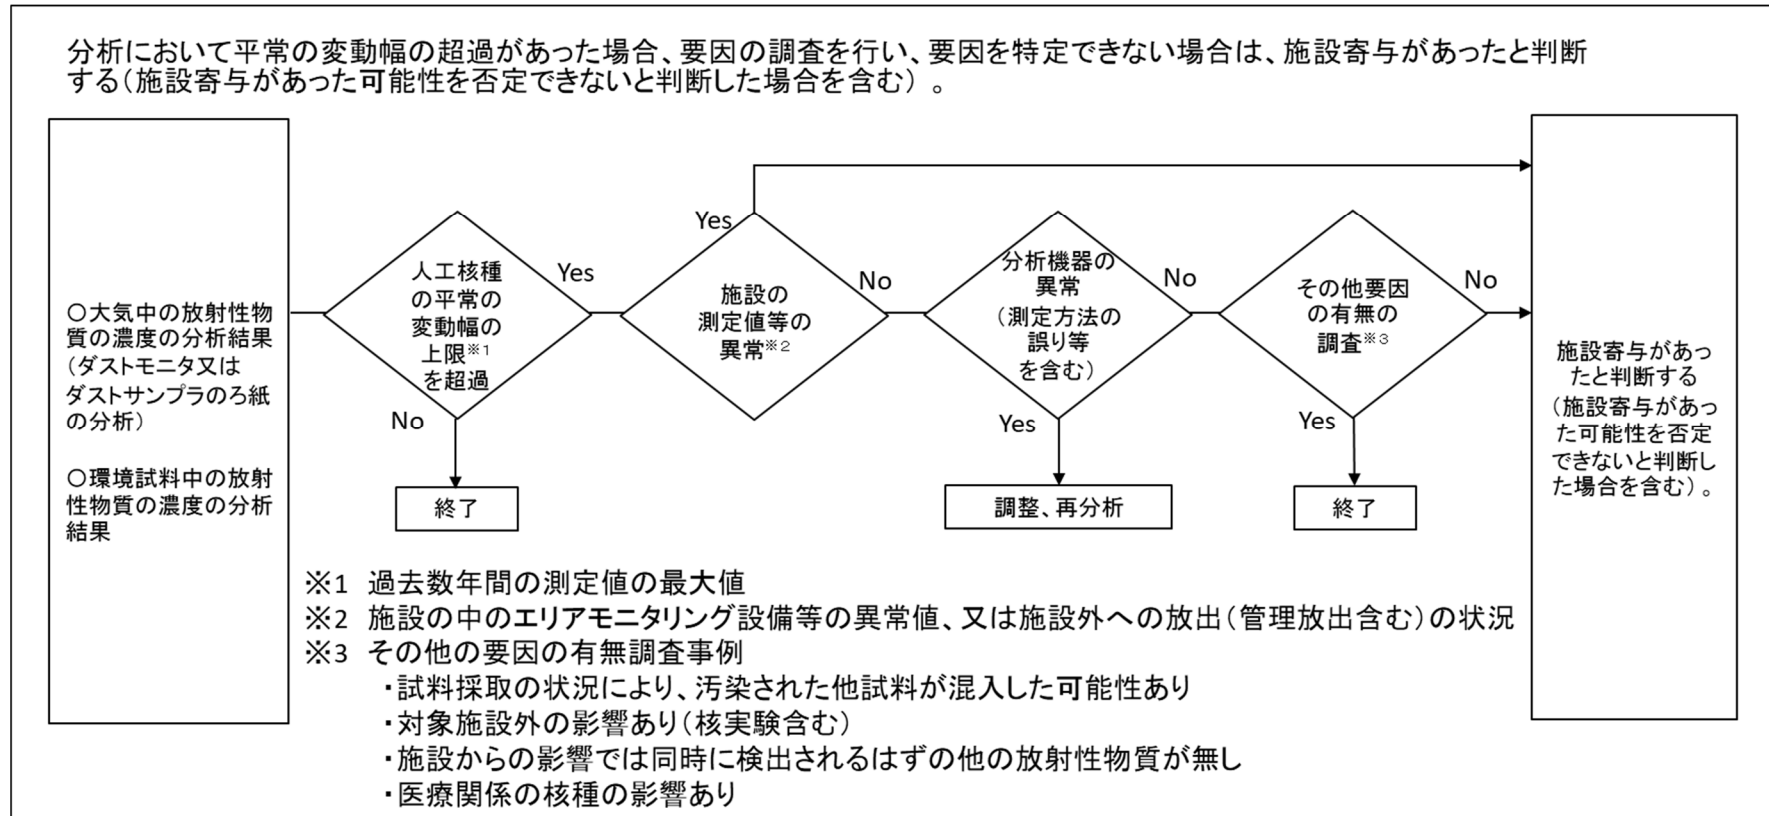 分析において平常の変動幅の超過があった場合、要因の調査を行い、要因を特定できない場合は、施設寄与があったと判断
する（施設寄与があった可能性を否定できないと判断した場合を含む）。
○大気中の放射性物
質の濃度の分析結果
（ダストモニタ又は
ダストサンプラのろ紙
の分析）
○環境試料中の放射
性物質の濃度の分析
結果
人工核種
の平常の
変動幅の
上限※1
を超過
Yes
No
終了
施設の
測定値等の
異常※2
Yes
No
分析機器の
異常
（測定方法の
誤り等
を含む）
No
Yes
調整、再分析
その他要因
の有無の
調査※3
No
Yes
終了
施設寄与があっ
たと判断する
（施設寄与があっ
た可能性を否定
できないと判断し
た場合を含む）。
※1 過去数年間の測定値の最大値
※2 施設の中のエリアモニタリング設備等の異常値、又は施設外への放出（管理放出含む）の状況
※3 その他の要因の有無調査事例
・試料採取の状況により、汚染された他試料が混入した可能性あり
・対象施設外の影響あり（核実験含む）
・施設からの影響では同時に検出されるはずの他の放射性物質が無し
・医療関係の核種の影響あり